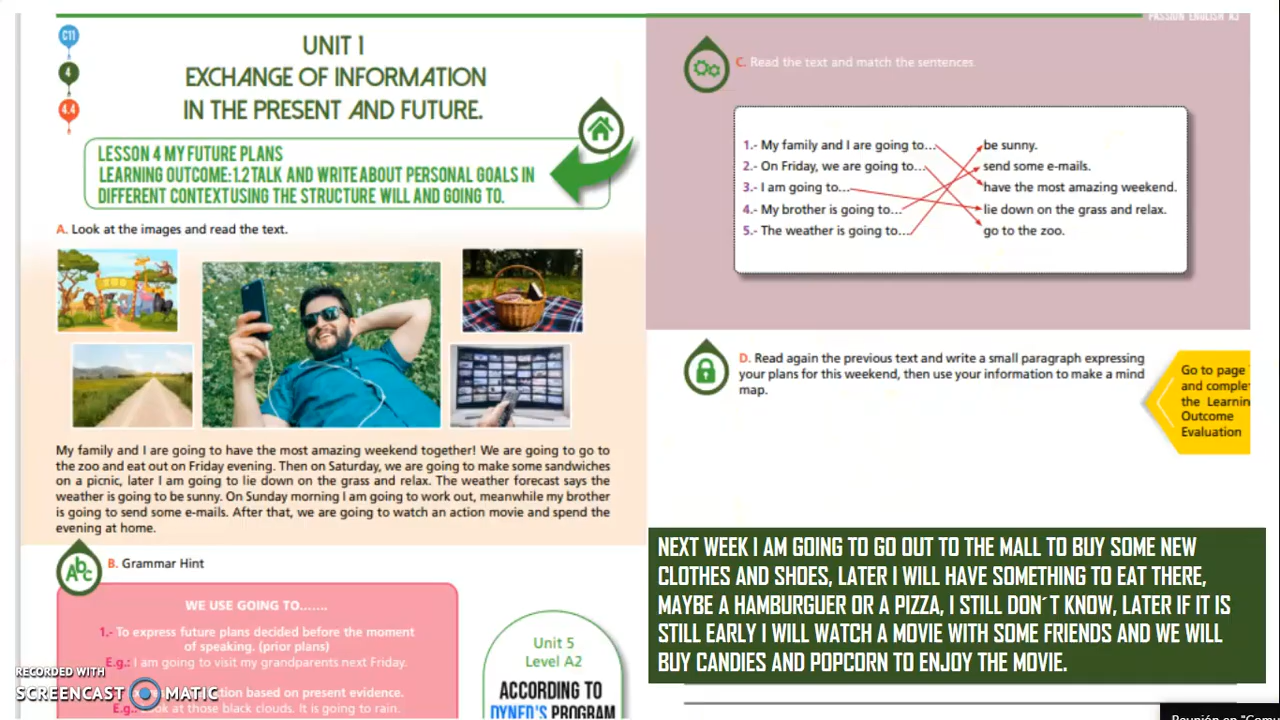 C11
4
4.4
UNIT 1
EXCHANGE OF INFORMATION
IN THE PRESENT AND FUTURE.
LESSON 4 MY FUTURE PLANS
LEARNING OUTCOME: 1.2 TALK AND WRITE ABOUT PERSONAL GOALS IN
DIFFERENT CONTEXT USING THE STRUCTURE WILL AND GOING TO.
A. Look at the images and read the text.
ZOO
My family and I are going to have the most amazing weekend together! We are going to go to
the zoo and eat out on Friday evening. Then on Saturday, we are going to make some sandwiches
on a picnic, later I am going to lie down on the grass and relax. The weather forecast says the
weather is going to be sunny. On Sunday morning I am going to work out, meanwhile my brother
is going to send some e-mails. After that, we are going to watch an action movie and spend the
evening at home.
Abc
B. Grammar Hint
WE USE GOING TO.......
1.- To express future plans decided before the moment
of speaking. (prior plans)
E.g.: I am going to visit my grandparents next Friday.
based on present evidence.
E.g.: at those black clouds. It is going to rain.
RECORDED WITH
SCREENCAST MATIC
Unit 5
Level A2
ACCORDING TO
DYNED'S PROGRAM
PASSION ENGLISH A3
C. Read the text and match the sentences.
1.- My family and I are going to... be sunny.
2.- On Friday, we are going to... send some e-mails.
3.- I am going to... have the most amazing weekend.
4.- My brother is going to... lie down on the grass and relax.
5.- The weather is going to... go to the zoo.
D. Read again the previous text and write a small paragraph expressing
your plans for this weekend, then use your information to make a mind
map.
Go to page
and complet
the Learnin
Outcome
Evaluation
NEXT WEEK I AM GOING TO GO OUT TO THE MALL TO BUY SOME NEW
CLOTHES AND SHOES, LATER I WILL HAVE SOMETHING TO EAT THERE,
MAYBE A HAMBURGUER OR A PIZZA, I STILL DON´T KNOW, LATER IF IT IS
STILL EARLY I WILL WATCH A MOVIE WITH SOME FRIENDS AND WE WILL
BUY CANDIES AND POPCORN TO ENJOY THE MOVIE.
Reunión en "Conv